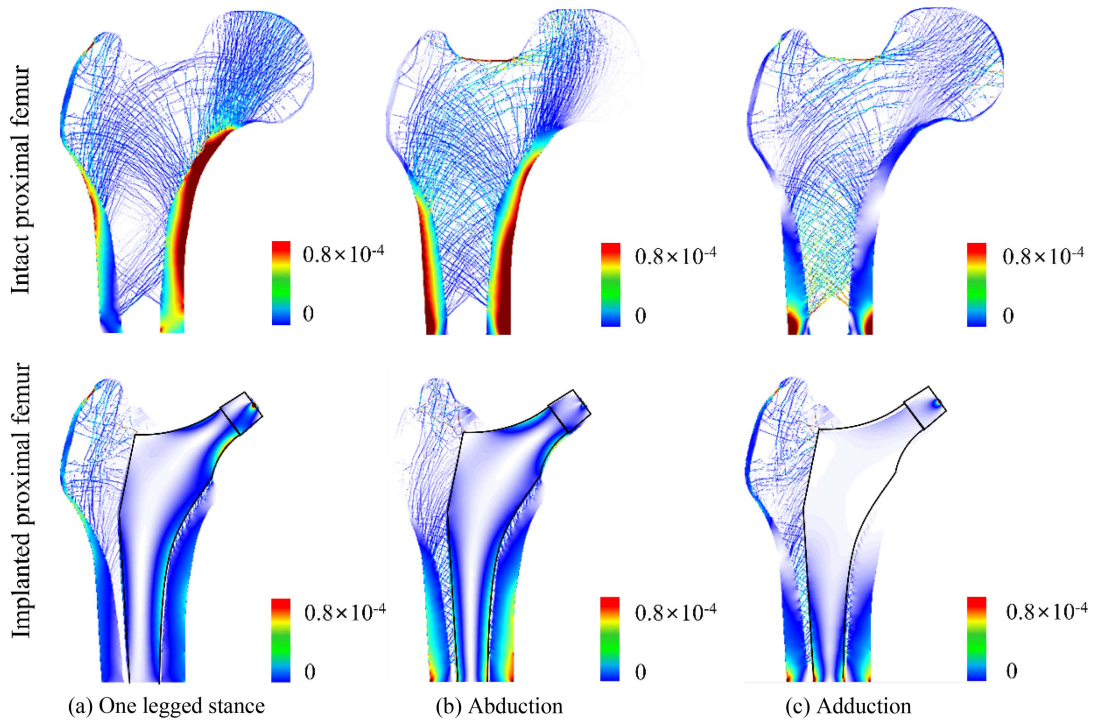 Intact proximal femur
0.8×10⁻⁴
0
0.8×10⁻⁴
0
0.8×10⁻⁴
0
Implanted proximal femur
0.8×10⁻⁴
0
0.8×10⁻⁴
0
0.8×10⁻⁴
0
(a) One legged stance
(b) Abduction
(c) Adduction